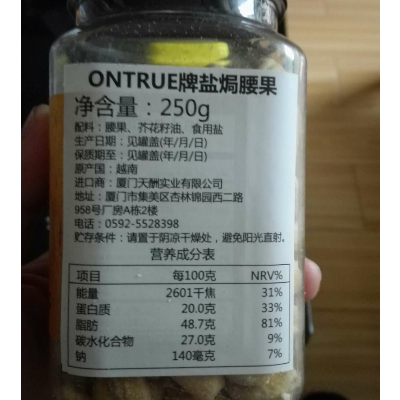 ONTRUE牌盐焗腰果
净含量：250g
配料：腰果、芥花籽油、食用盐
生产日期：见罐盖(年/月/日)
保质期至：见罐盖(年/月/日)
原产国：越南
进口商：厦门天酬实业有限公司
地址：厦门市集美区杏林锦园西二路
958号厂房A栋2楼
电话：0592-5528398
贮存条件：请置于阴凉干燥处，避免阳光直射。
营养成分表
项目 每100克 NRV%
能量 2601千焦 31%
蛋白质 20.0克 33%
脂肪 48.7克 81%
碳水化合物 27.0克 9%
钠 140毫克 7%